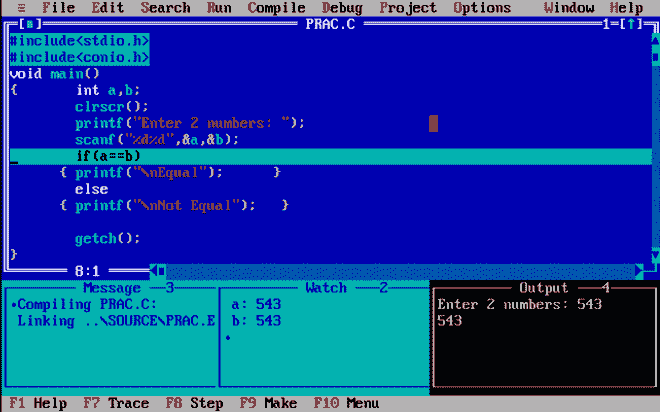 ≡ File Edit Search Run Compile Debug Project Options Window Help
[■] PRAC.C 1=[↑]
#include<stdio.h>
#include<conio.h>
void main()
{ int a,b;
clrscr();
printf("Enter 2 numbers: ");
scanf("%d%d",&a,&b);
if(a==b)
{ printf("\nEqual"); }
else
{ printf("\nNot Equal"); }
getch();
}
8:1
Message 3
•Compiling PRAC.C:
Linking ..\SOURCE\PRAC.E
Watch 2
a: 543
b: 543
Output 4
Enter 2 numbers: 543
543
F1 Help F7 Trace F8 Step F9 Make F10 Menu